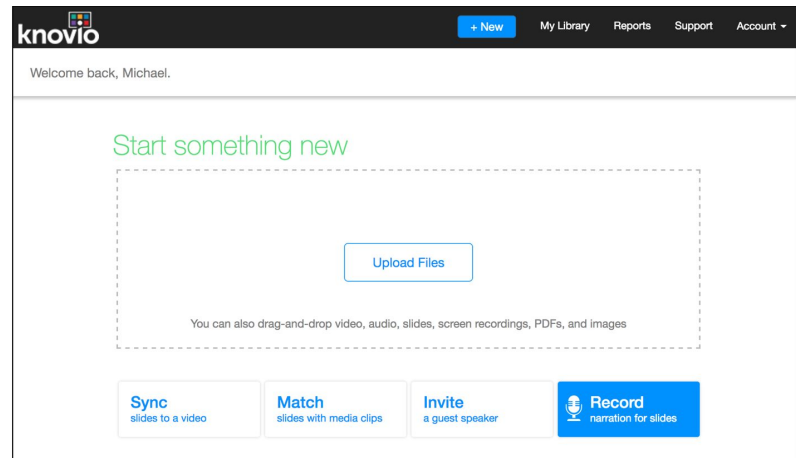 knovio
+ New
My Library
Reports
Support
Account
Welcome back, Michael.
Start something new
Upload Files
You can also drag-and-drop video, audio, slides, screen recordings, PDFs, and images
Sync
slides to a video
Match
slides with media clips
Invite
a guest speaker
Record
narration for slides